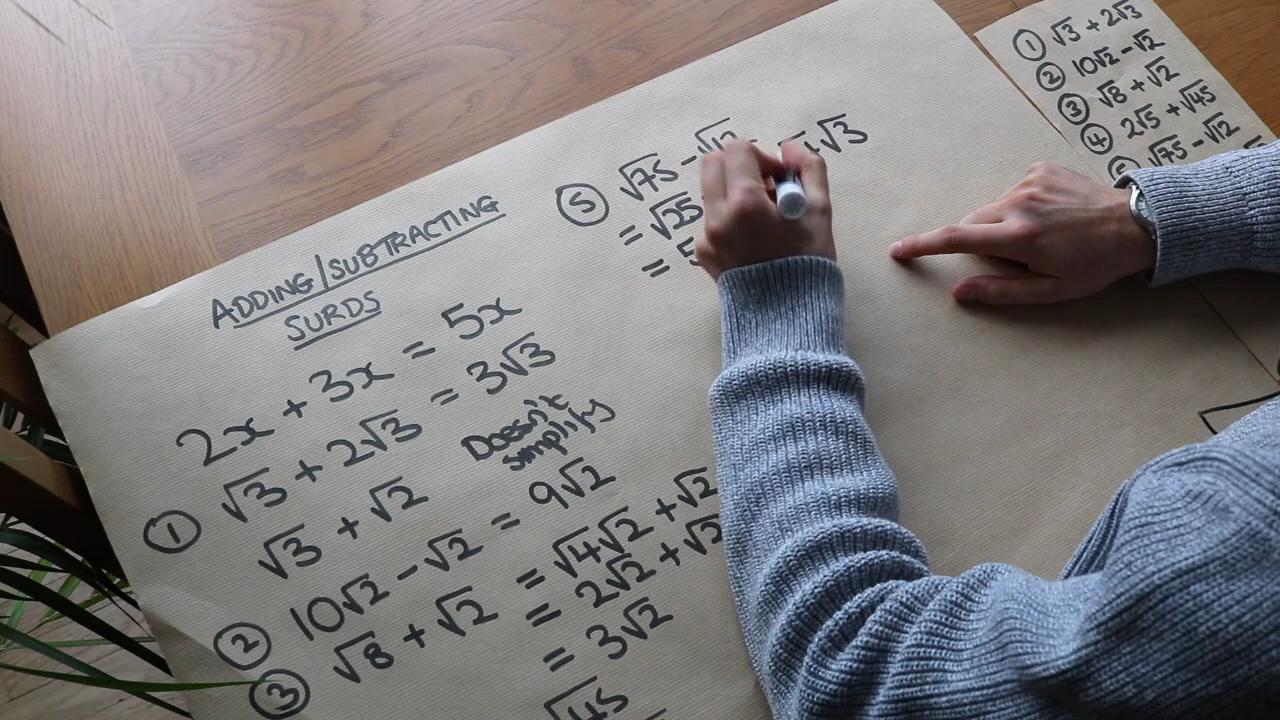 ADDING/SUBTRACTING
SURDS
2x + 3x = 5x
① √3 + 2√3 = 3√3
√3 + √2 Doesn't
simplify
② 10√2 - √2 = 9√2
③ √8 + √2 = √4√2 + √2
= 2√2 + √2
= 3√2
√45
⑤ √75 - √12
= √25 √3
= 5
① √3 + 2√3
② 10√2 - √2
③ √8 + √2
④ 2√5 + √45
√75 - √12